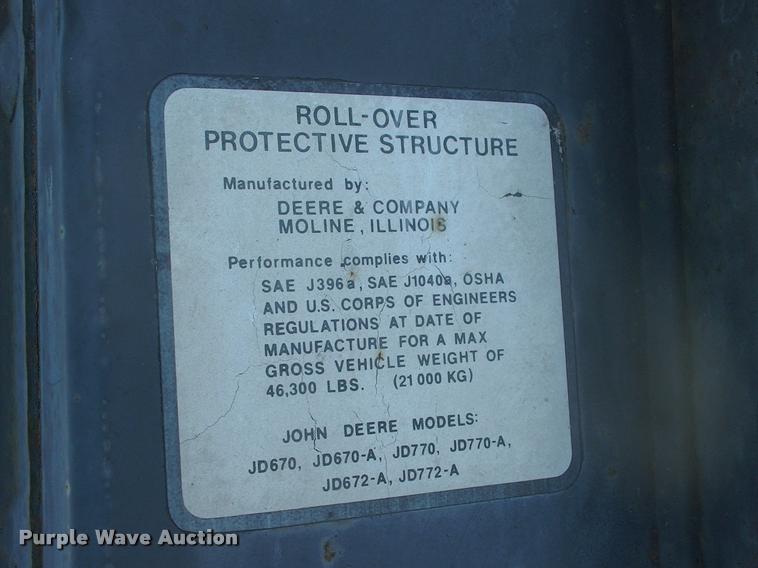 ROLL-OVER
PROTECTIVE STRUCTURE
Manufactured by:
DEERE & COMPANY
MOLINE, ILLINOIS
Performance complies with:
SAE J396a, SAE J1040a, OSHA
AND U.S. CORPS OF ENGINEERS
REGULATIONS AT DATE OF
MANUFACTURE FOR A MAX
GROSS VEHICLE WEIGHT OF
46,300 LBS. (21 000 KG)
JOHN DEERE MODELS:
JD670, JD670-A, JD770, JD770-A,
JD672-A, JD772-A
Purple Wave Auction